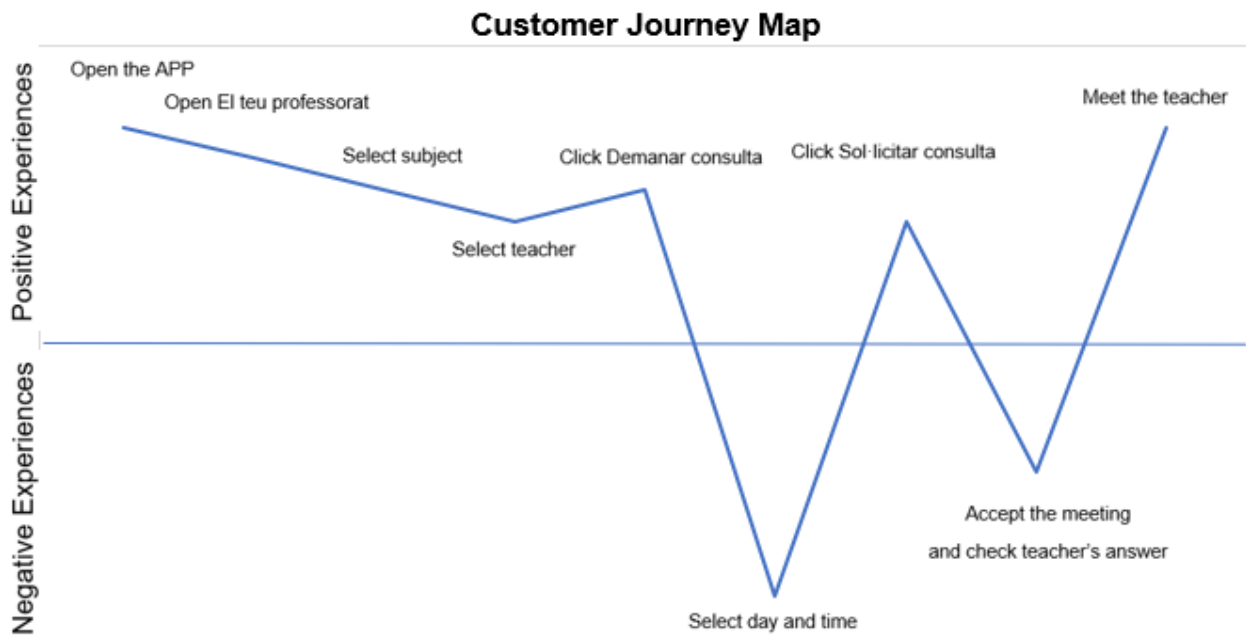 Customer Journey Map
Positive Experiences
Negative Experiences
Open the APP
Open El teu professorat
Select subject
Select teacher
Click Demanar consulta
Select day and time
Click Sol·licitar consulta
Accept the meeting
and check teacher's answer
Meet the teacher